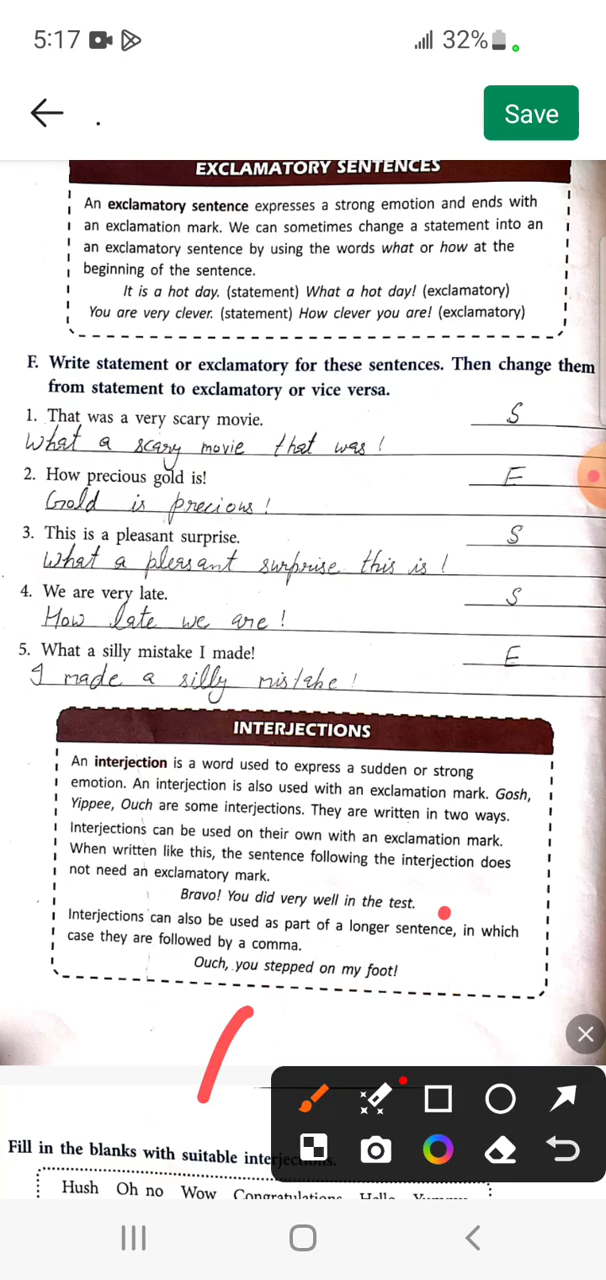 5:17
32%
.
Save
EXCLAMATORY SENTENCES
An exclamatory sentence expresses a strong emotion and ends with
an exclamation mark. We can sometimes change a statement into an
an exclamatory sentence by using the words what or how at the
beginning of the sentence.
It is a hot day. (statement) What a hot day! (exclamatory)
You are very clever. (statement) How clever you are! (exclamatory)
F. Write statement or exclamatory for these sentences. Then change them
from statement to exclamatory or vice versa.
1. That was a very scary movie. S
What a scary movie that was!
2. How precious gold is! E
Gold is precious!
3. This is a pleasant surprise. S
What a pleasant surprise this is!
4. We are very late. S
How late we are!
5. What a silly mistake I made! E
I made a silly mistake!
INTERJECTIONS
An interjection is a word used to express a sudden or strong
emotion. An interjection is also used with an exclamation mark. Gosh,
Yippee, Ouch are some interjections. They are written in two ways.
Interjections can be used on their own with an exclamation mark.
When written like this, the sentence following the interjection does
not need an exclamatory mark.
Bravo! You did very well in the test.
Interjections can also be used as part of a longer sentence, in which
case they are followed by a comma.
Ouch, you stepped on my foot!
Fill in the blanks with suitable interjections.
Hush Oh no Wow Congratulations Hello